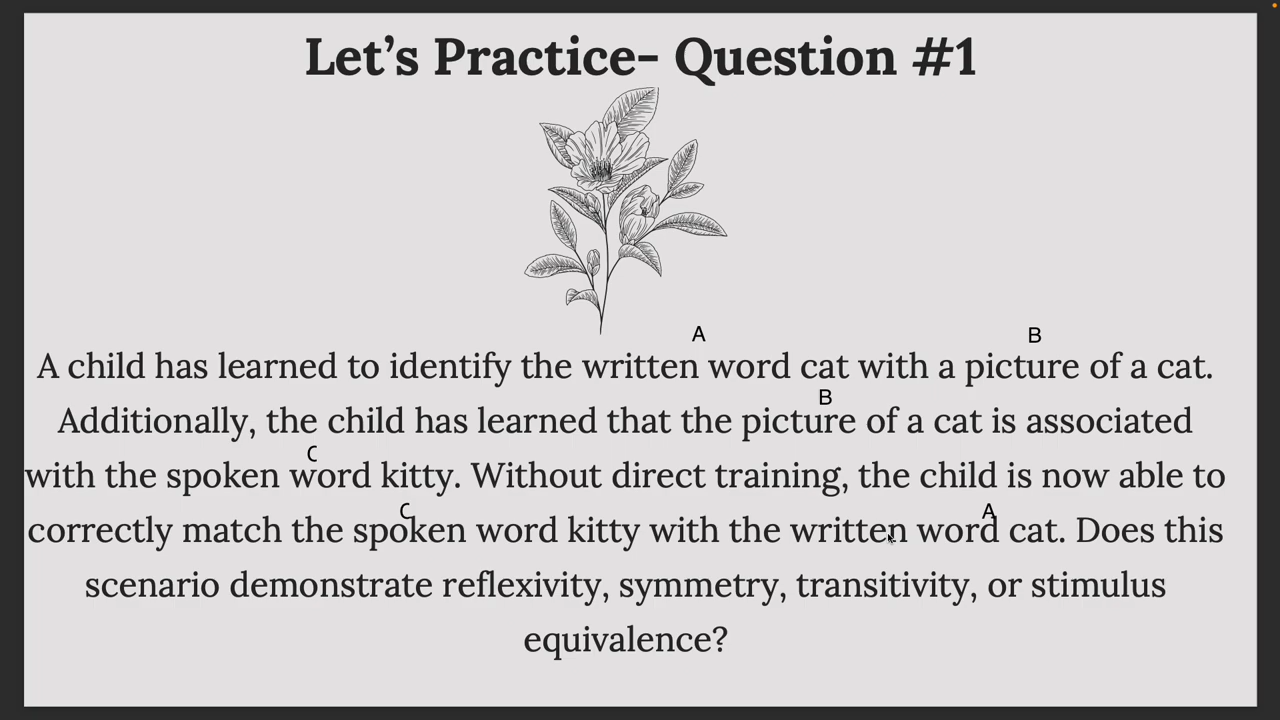 Let's Practice- Question #1
A B
A child has learned to identify the written word cat with a picture of a cat.
B
Additionally, the child has learned that the picture of a cat is associated
C
with the spoken word kitty. Without direct training, the child is now able to
C A
correctly match the spoken word kitty with the written word cat. Does this
scenario demonstrate reflexivity, symmetry, transitivity, or stimulus
equivalence?